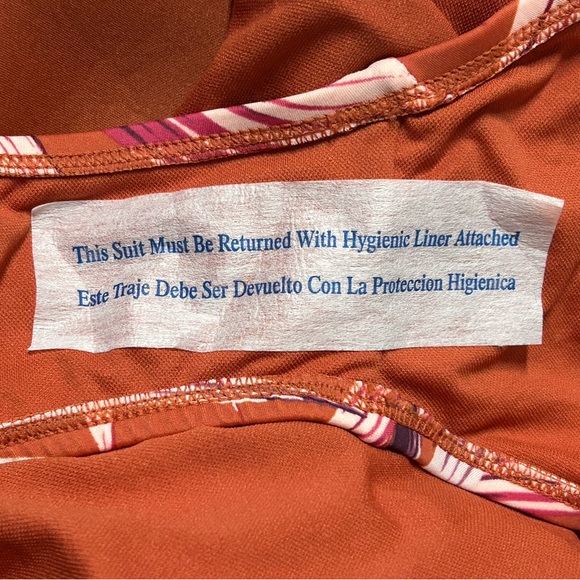 This Suit Must Be Returned With Hygienic Liner Attached
Este Traje Debe Ser Devuelto Con La Proteccion Higienica